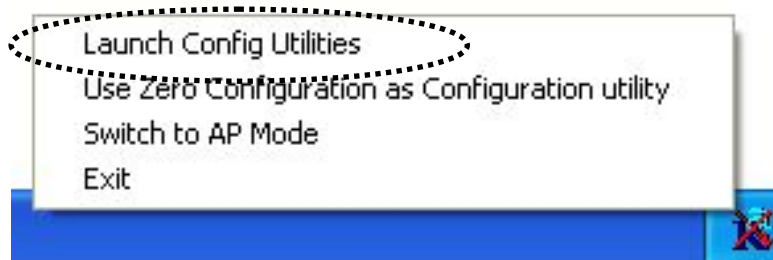 Launch Config Utilities
Use Zero Configuration as Configuration utility
Switch to AP Mode
Exit